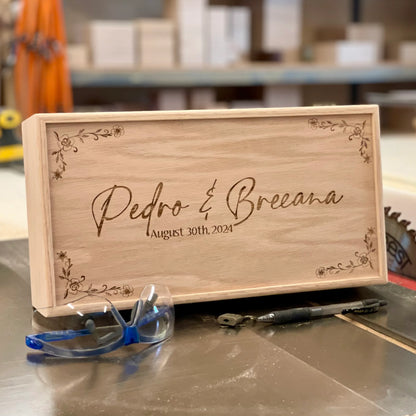 Pedro & Breeana
August 30th, 2024